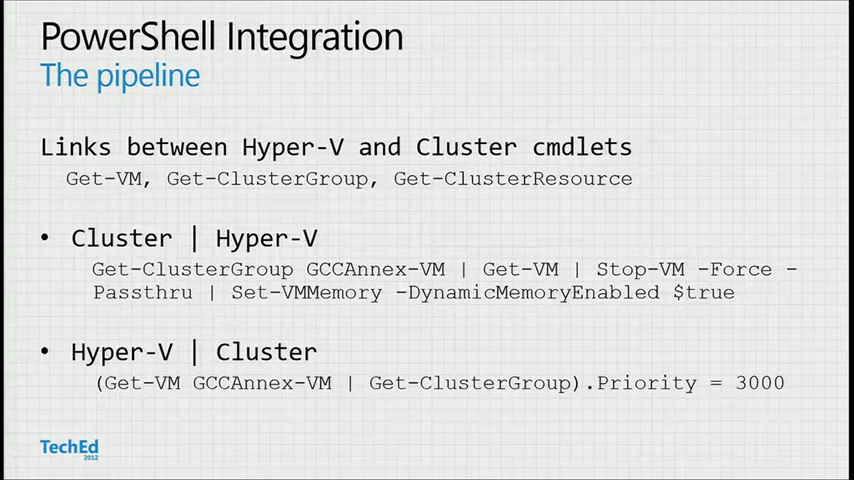 PowerShell Integration
The pipeline
Links between Hyper-V and Cluster cmdlets
Get-VM, Get-ClusterGroup, Get-ClusterResource
• Cluster | Hyper-V
Get-ClusterGroup GCCAnnex-VM | Get-VM | Stop-VM -Force -
Passthru | Set-VMMemory -DynamicMemoryEnabled $true
• Hyper-V | Cluster
(Get-VM GCCAnnex-VM | Get-ClusterGroup).Priority = 3000
TechEd
2012